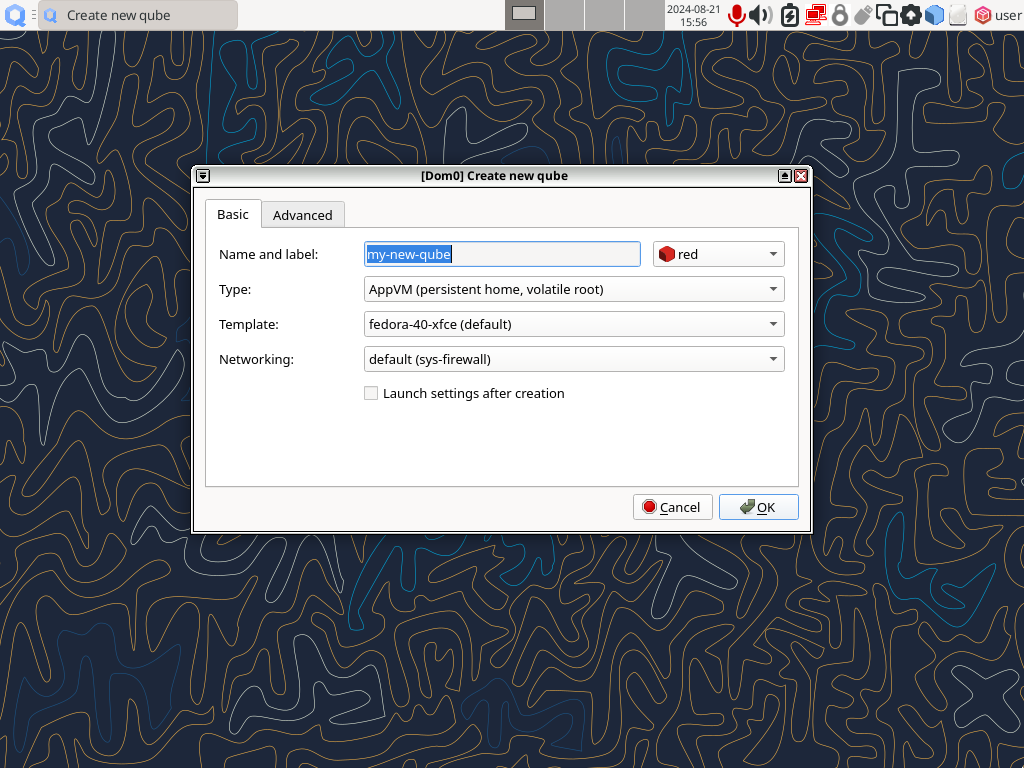 Create new qube
2024-08-21
15:56
user
[Dom0] Create new qube
Basic
Advanced
Name and label:
my-new-qube
red
Type:
AppVM (persistent home, volatile root)
Template:
fedora-40-xfce (default)
Networking:
default (sys-firewall)
Launch settings after creation
Cancel
OK